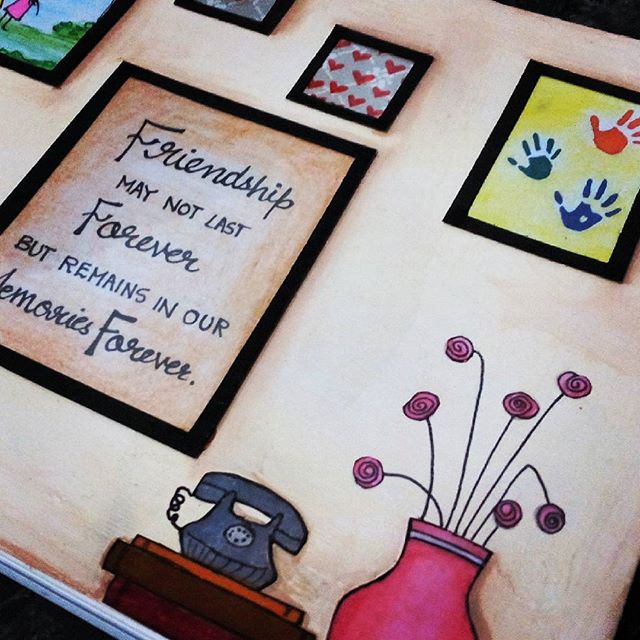 Friendship
MAY NOT LAST
Forever
BUT REMAINS IN OUR
Memories Forever.